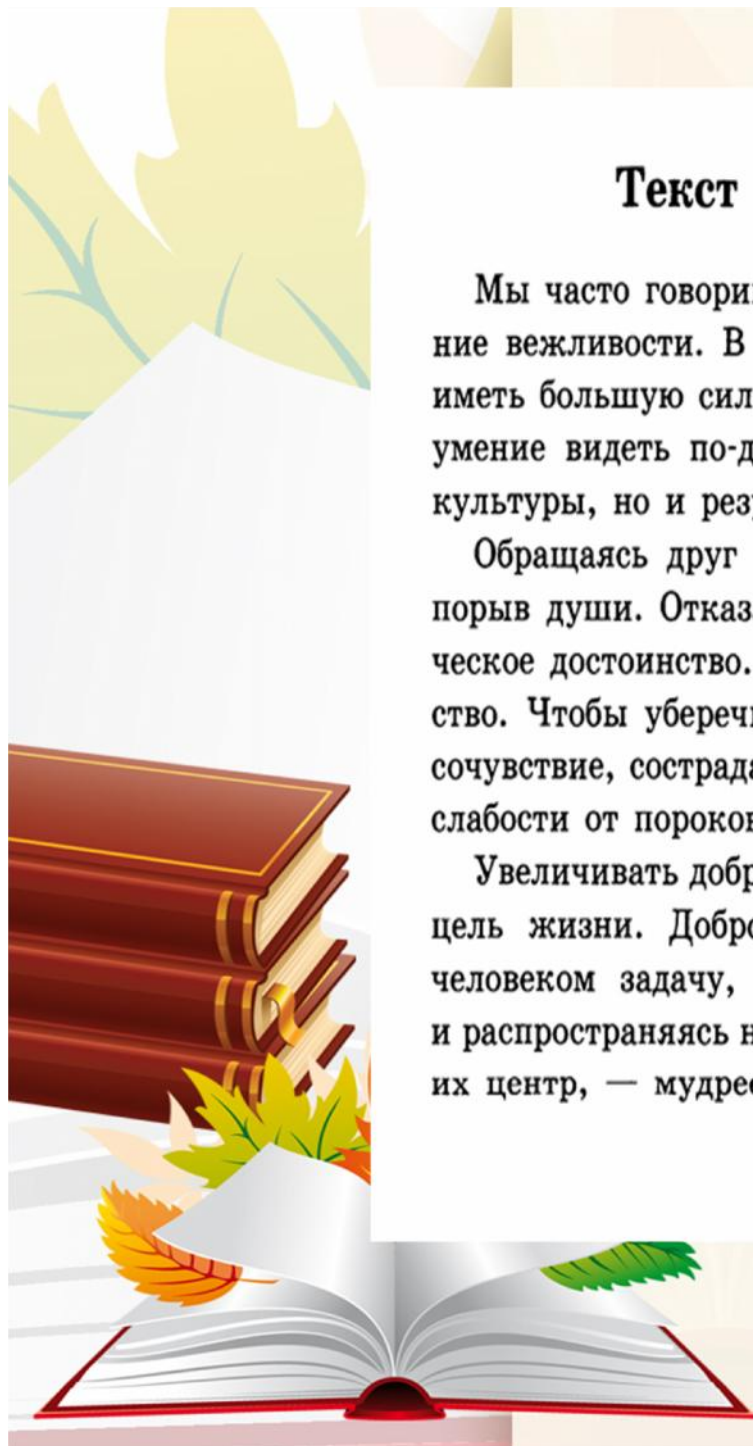 Текст
Мы часто говори
ние вежливости. В
иметь большую сил
умение видеть по-д
культуры, но и рез
Обращаясь друг
порыв души. Отказ
ческое достоинство.
ство. Чтобы убереч
сочувствие, сострад
слабости от пороко
Увеличивать доб
цель жизни. Добр
человеком задачу,
и распространяясь н
их центр, — мудре